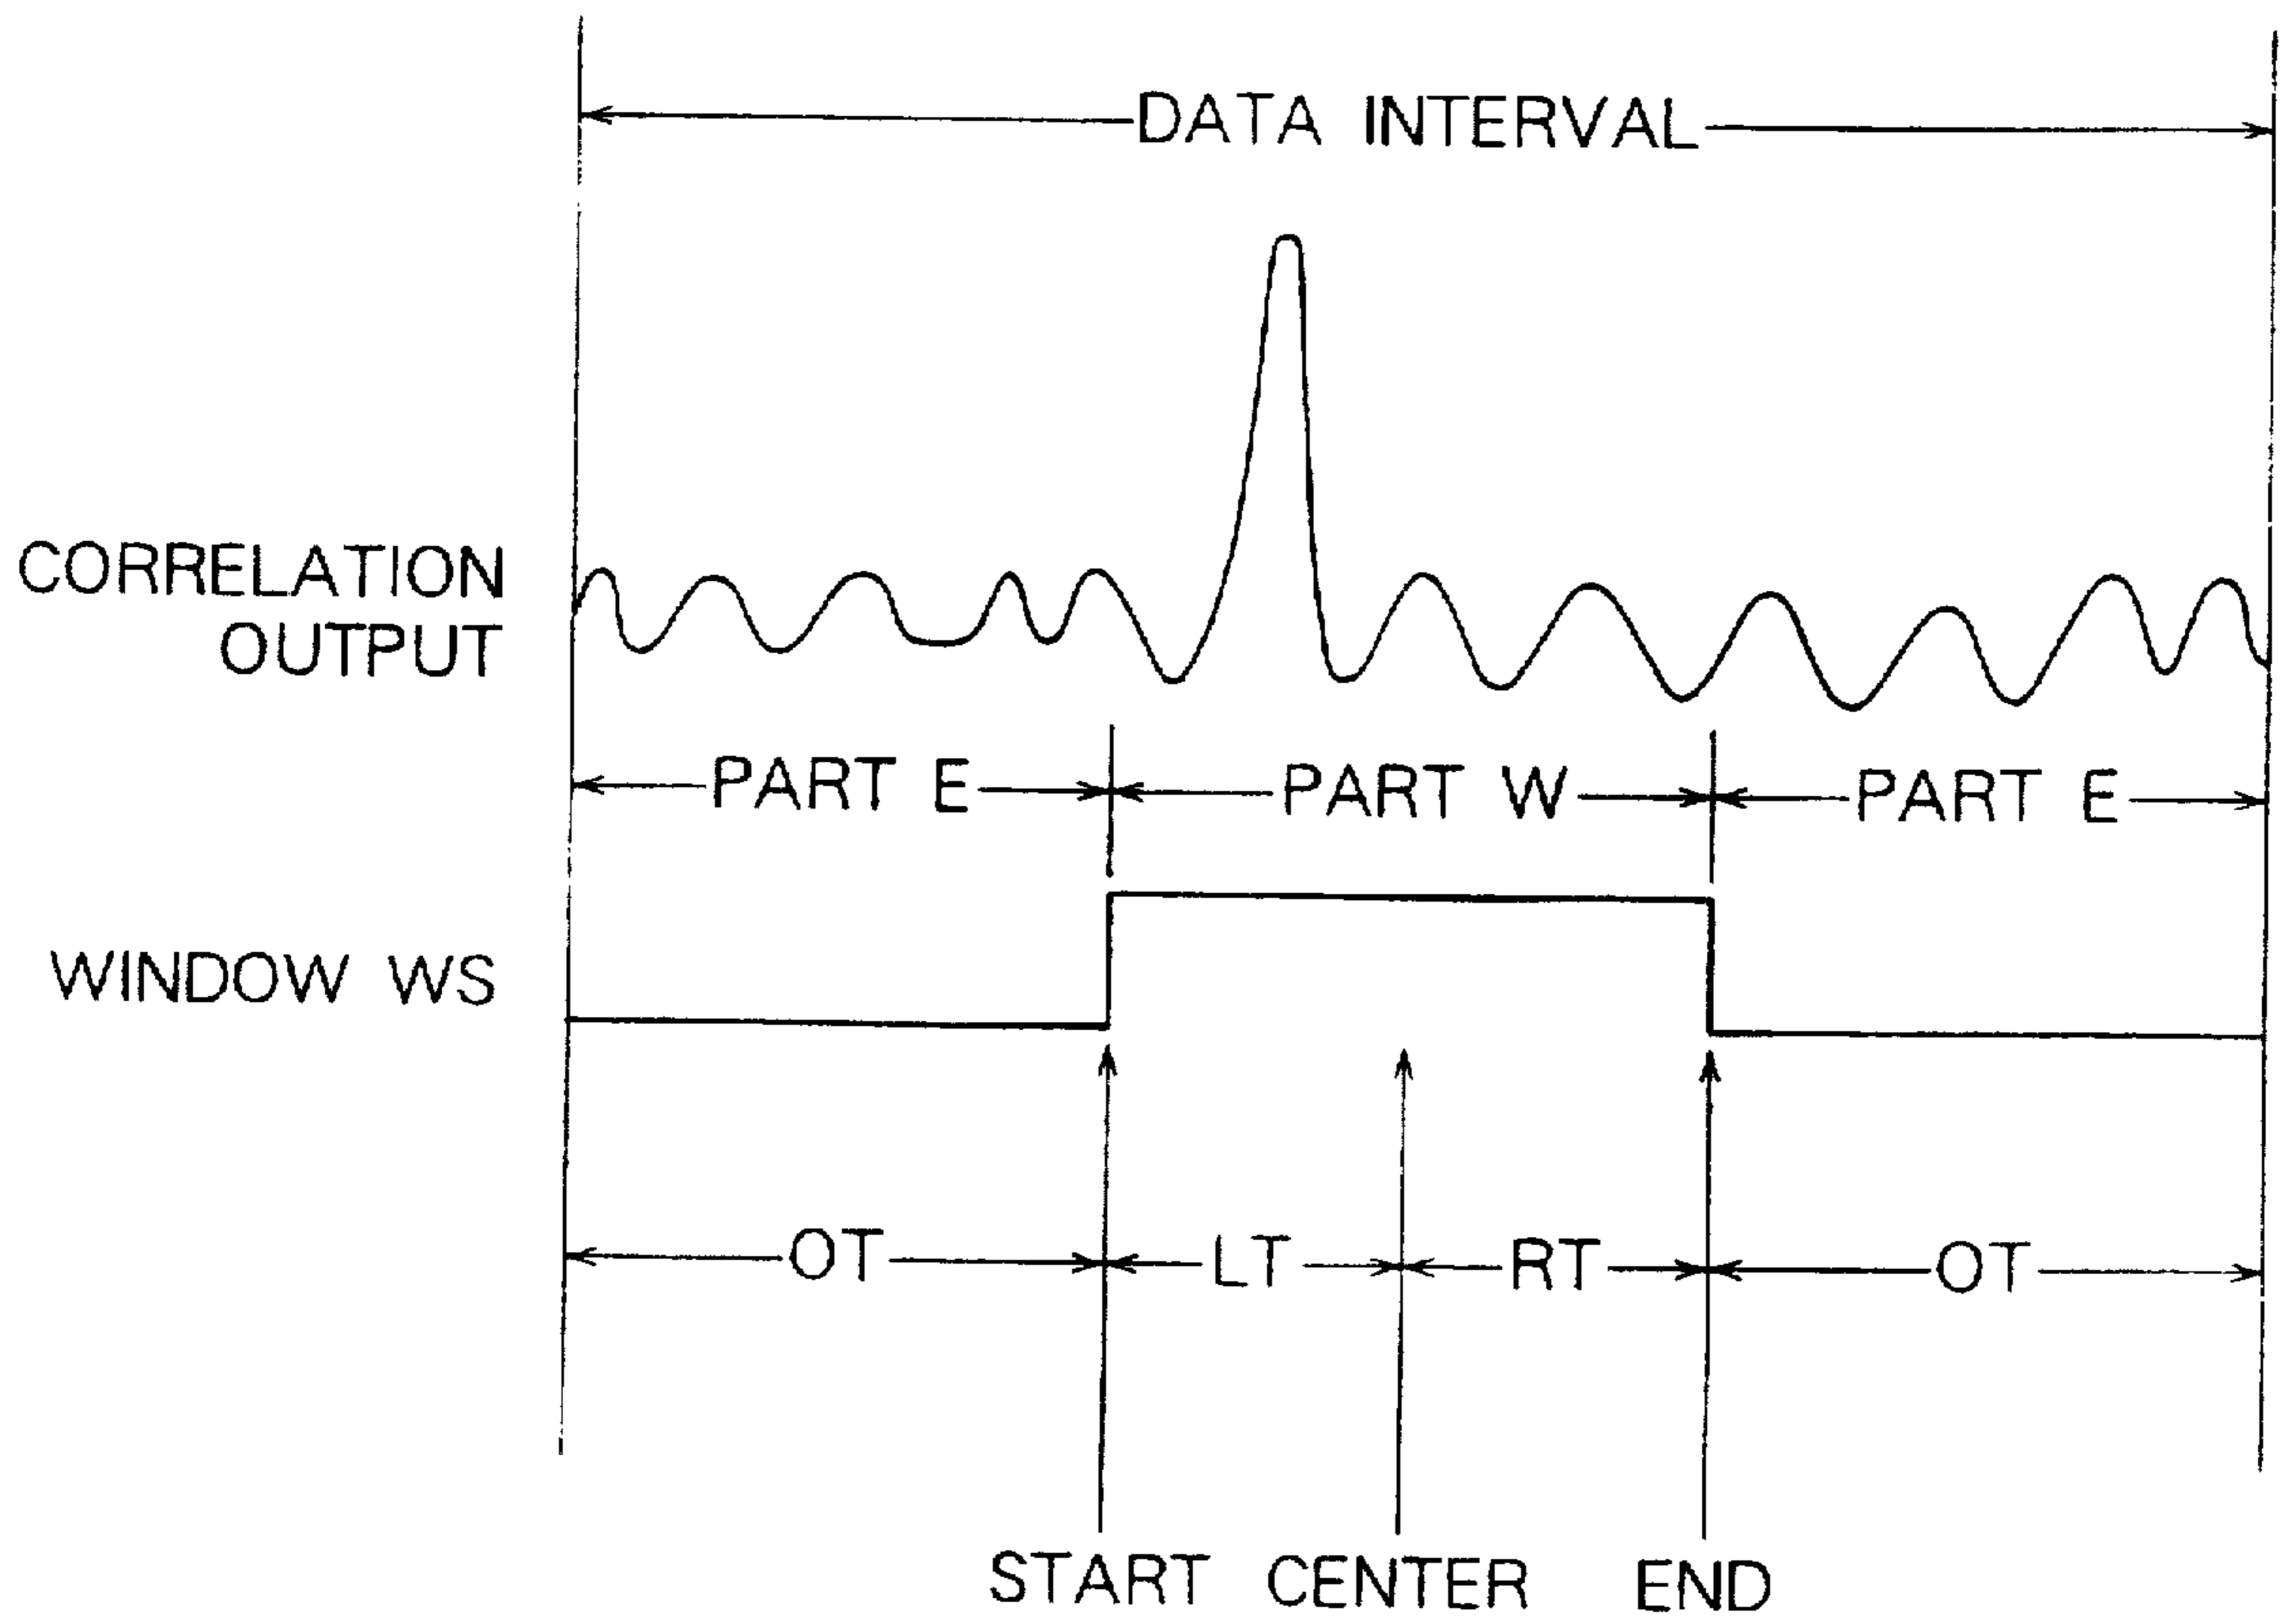 DATA INTERVAL
CORRELATION
OUTPUT
PART E PART W PART E
WINDOW WS
OT LT RT OT
START CENTER END